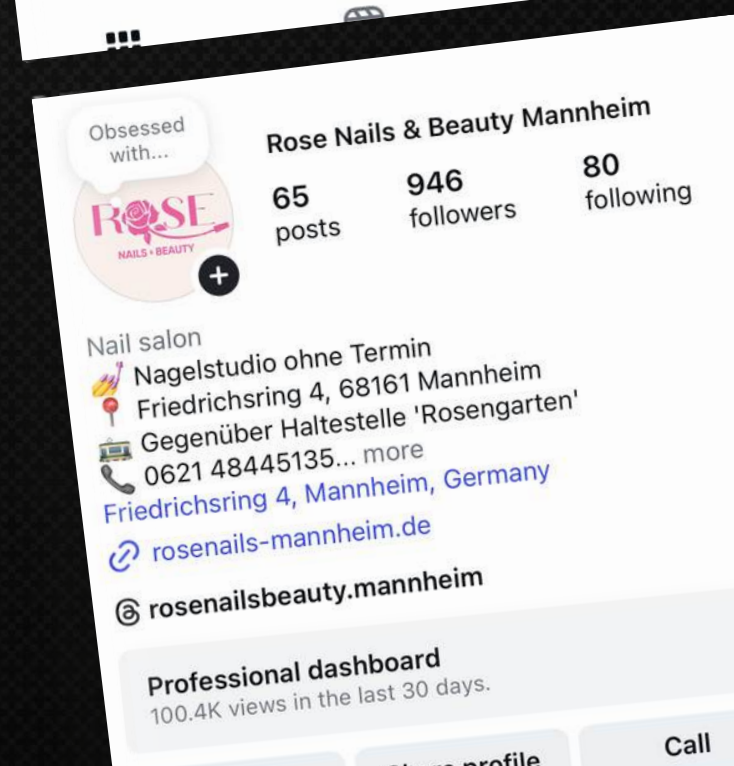 Obsessed
with...
ROSE
NAILS & BEAUTY
Rose Nails & Beauty Mannheim
65
posts
946
followers
80
following
Nail salon
💅 Nagelstudio ohne Termin
📍 Friedrichsring 4, 68161 Mannheim
🚋 Gegenüber Haltestelle 'Rosengarten'
📞 0621 48445135... more
Friedrichsring 4, Mannheim, Germany
rosenails-mannheim.de
rosenailsbeauty.mannheim
Professional dashboard
100.4K views in the last 30 days.
profile
Call